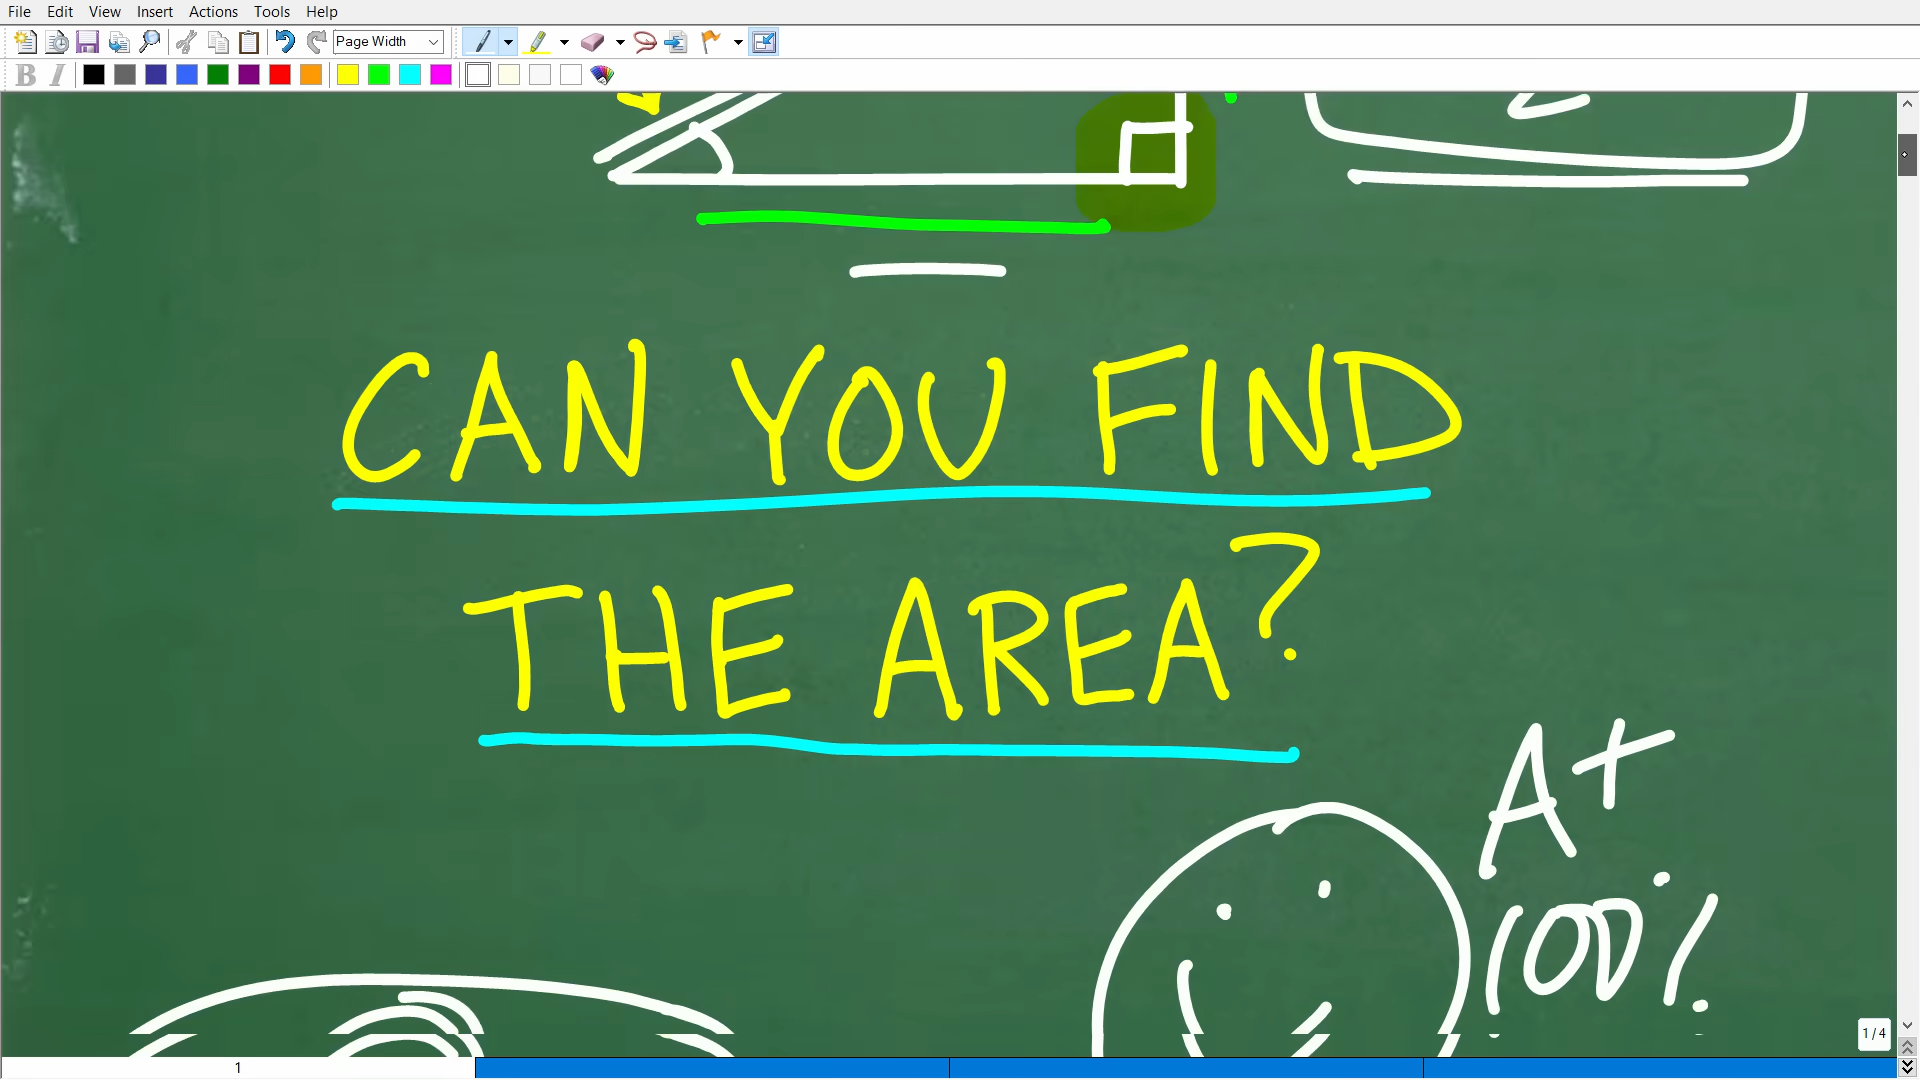 File Edit View Insert Actions Tools Help
Page Width
B I
CAN YOU FIND
THE AREA?
A+
100%
1 / 4
1